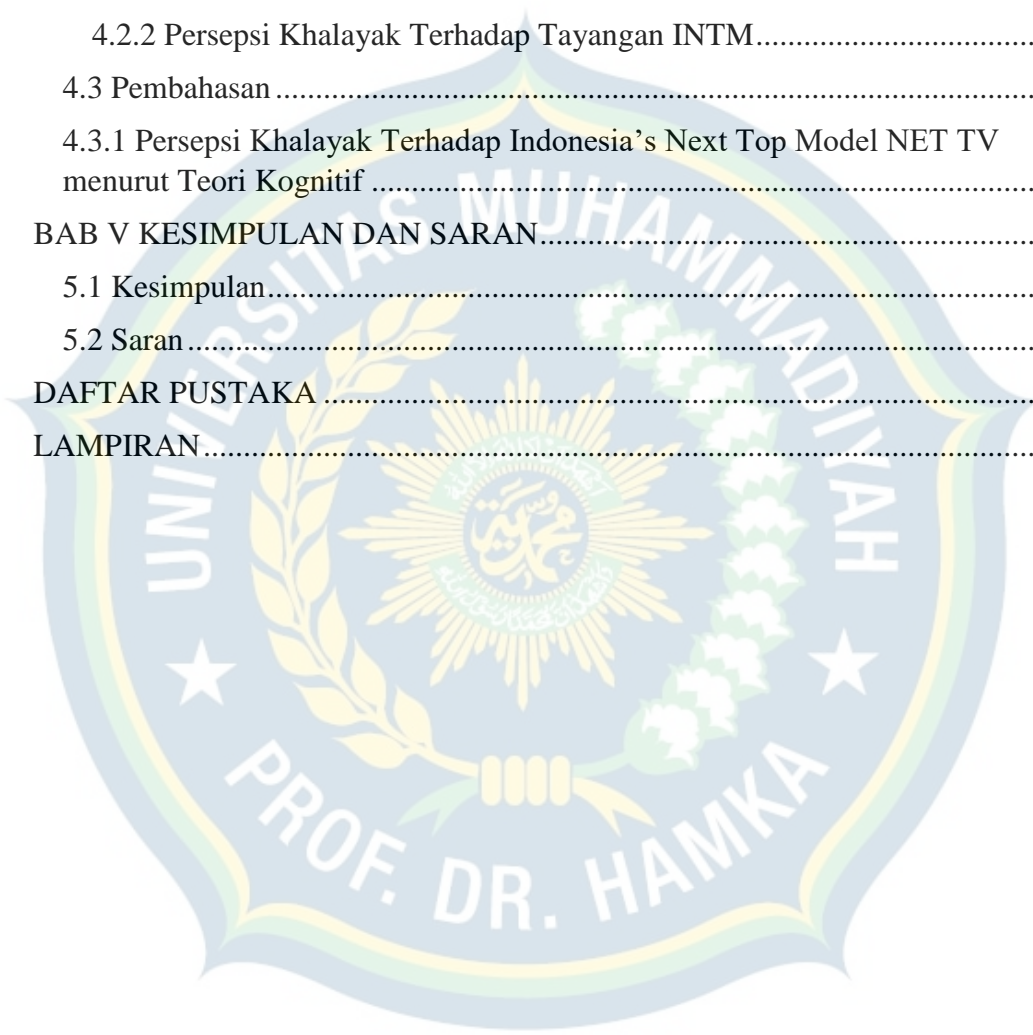 4.2.2 Persepsi Khalayak Terhadap Tayangan INTM....................................
4.3 Pembahasan....................................
4.3.1 Persepsi Khalayak Terhadap Indonesia’s Next Top Model NET TV
menurut Teori Kognitif....................................
BAB V KESIMPULAN DAN SARAN....................................
5.1 Kesimpulan....................................
5.2 Saran....................................
DAFTAR PUSTAKA....................................
LAMPIRAN....................................
UNIVERSITAS MUHAMMADIYAH
PROF. DR. HAMKA